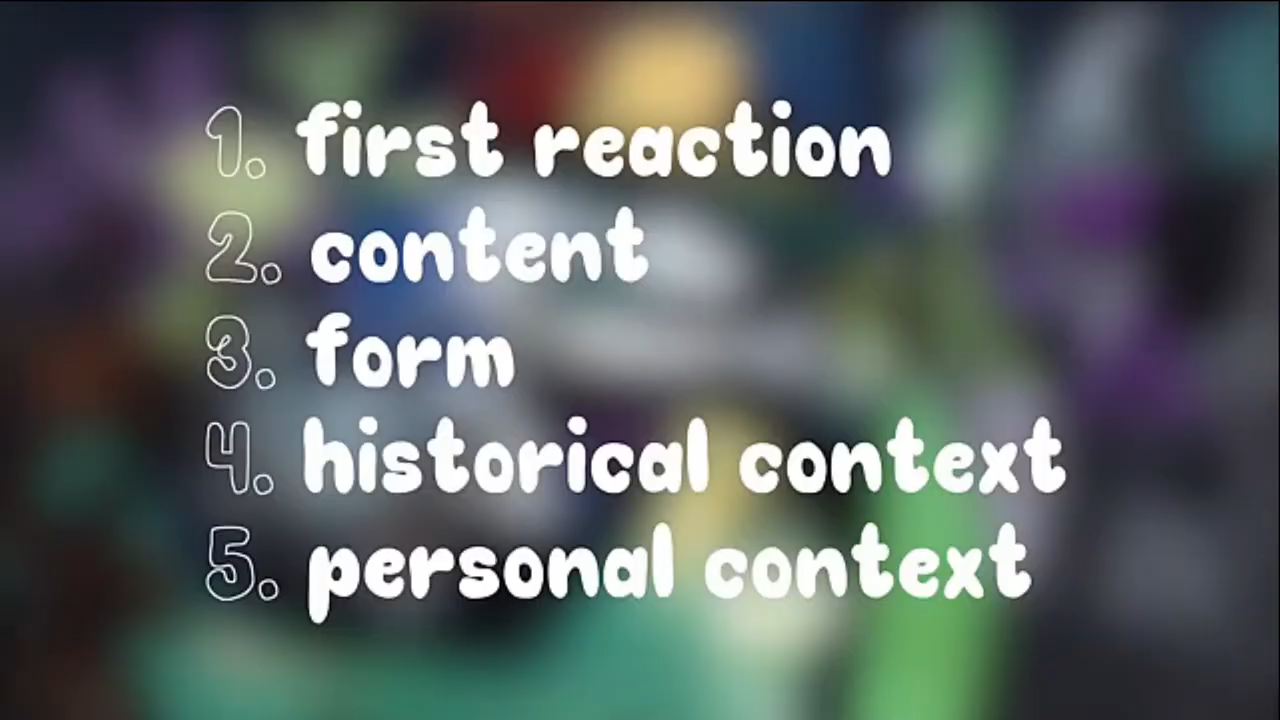 1. first reaction
2. content
3. form
4. historical context
5. personal context